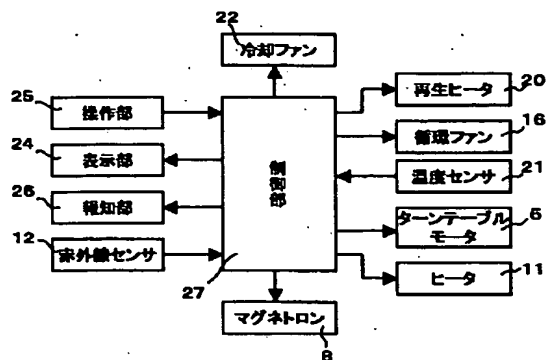 22
冷却ファン
25
操作部
24
表示部
26
報知部
12
赤外線センサ
制御部
27
再生ヒータ
20
循環ファン
16
温度センサ
21
ターンテーブル
モータ
5
ヒータ
11
マグネトロン
8